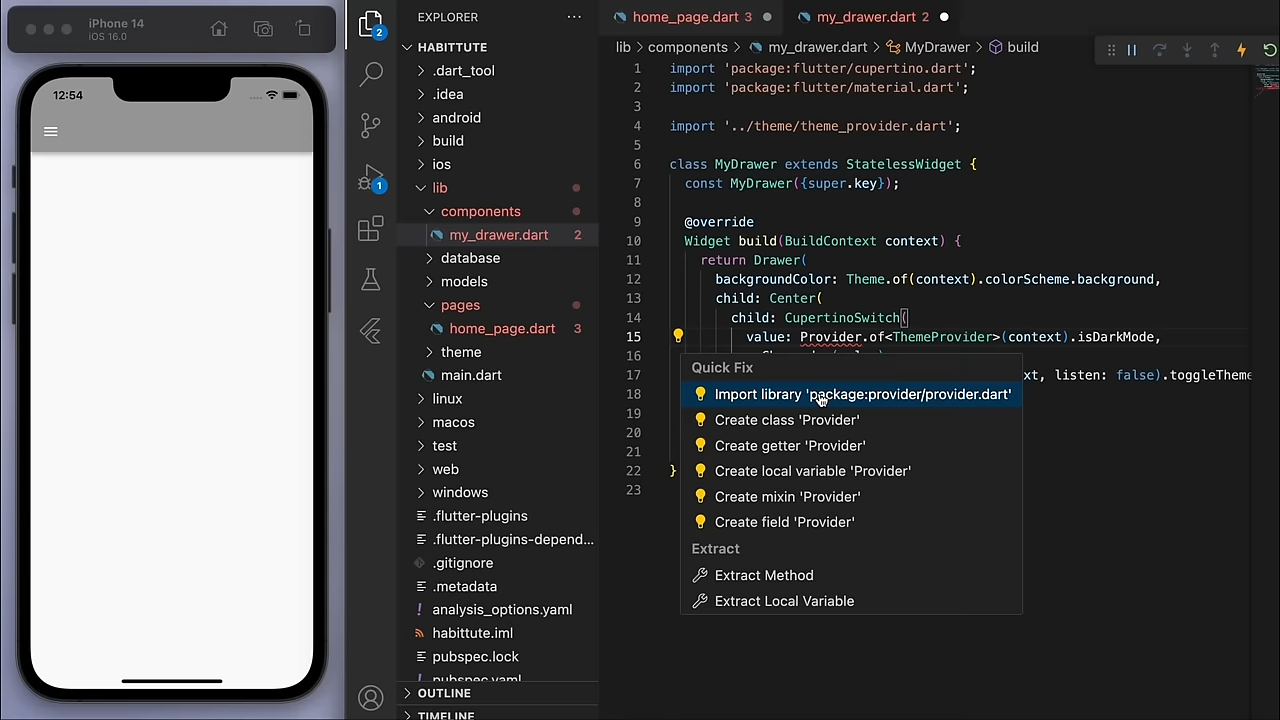 iPhone 14
iOS 16.0
12:54
2
1
EXPLORER
HABITTUTE
.dart_tool
.idea
android
build
ios
lib
components
my_drawer.dart 2
database
models
pages
home_page.dart 3
theme
main.dart
linux
macos
test
web
windows
.flutter-plugins
.flutter-plugins-depend...
.gitignore
.metadata
analysis_options.yaml
habittute.iml
pubspec.lock
pubspec.yaml
OUTLINE
TIMELINE
home_page.dart 3
my_drawer.dart 2
lib > components > my_drawer.dart > MyDrawer > build
1 import 'package:flutter/cupertino.dart';
2 import 'package:flutter/material.dart';
3
4 import '../theme/theme_provider.dart';
5
6 class MyDrawer extends StatelessWidget {
7 const MyDrawer({super.key});
8
9 @override
10 Widget build(BuildContext context) {
11 return Drawer(
12 backgroundColor: Theme.of(context).colorScheme.background,
13 child: Center(
14 child: CupertinoSwitch(
15 value: Provider.of<ThemeProvider>(context).isDarkMode,
16
17 xt, listen: false).toggleTheme
18
19
20
21
22 }
23
Quick Fix
Import library 'package:provider/provider.dart'
Create class 'Provider'
Create getter 'Provider'
Create local variable 'Provider'
Create mixin 'Provider'
Create field 'Provider'
Extract
Extract Method
Extract Local Variable